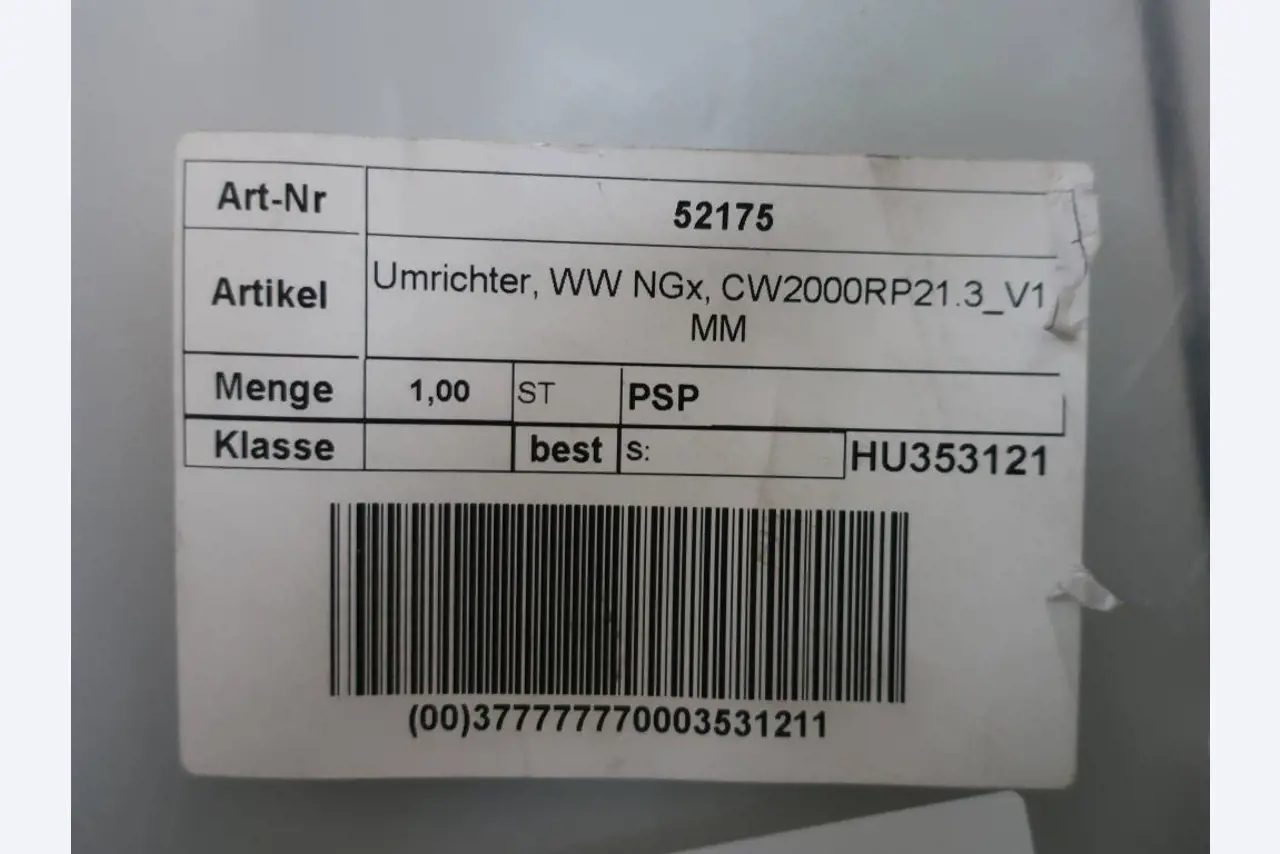 Art-Nr 52175
Artikel Umrichter, WW NGx, CW2000RP21.3_V1
MM
Menge 1,00 ST PSP
Klasse best S: HU353121
(00)377777770003531211